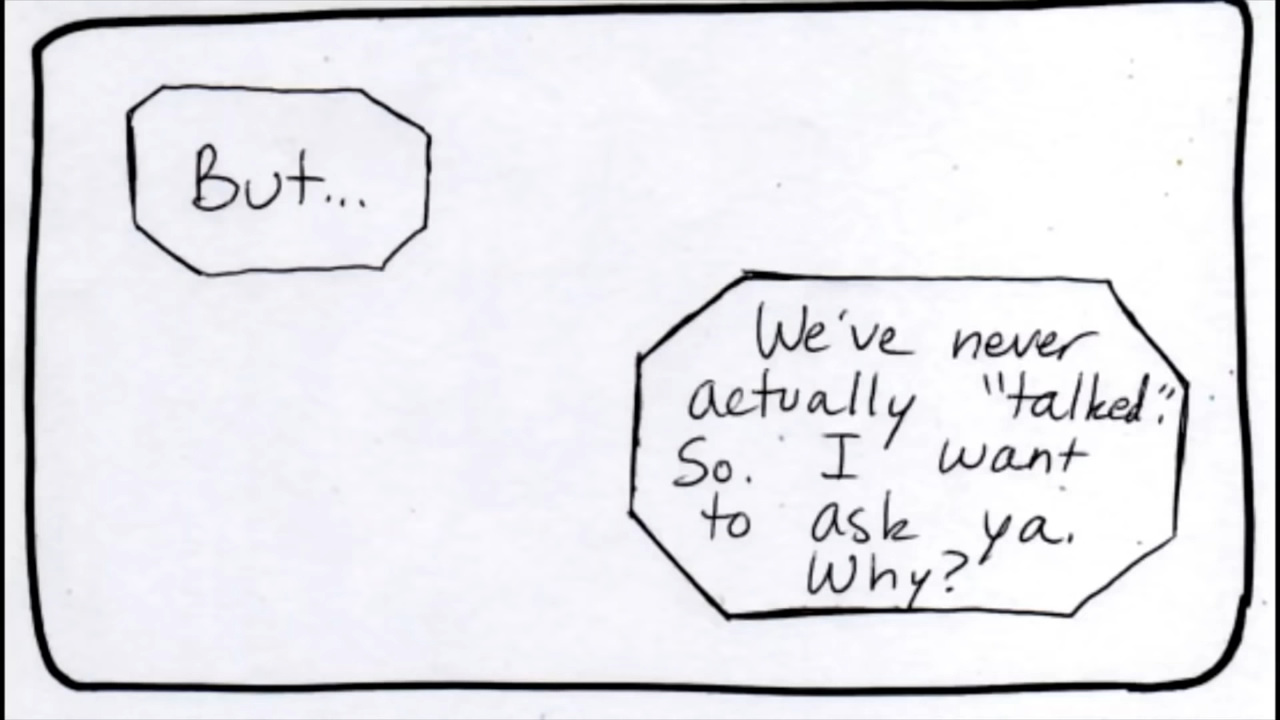 But...
We've never
actually "talked".
So. I want
to ask ya.
Why?